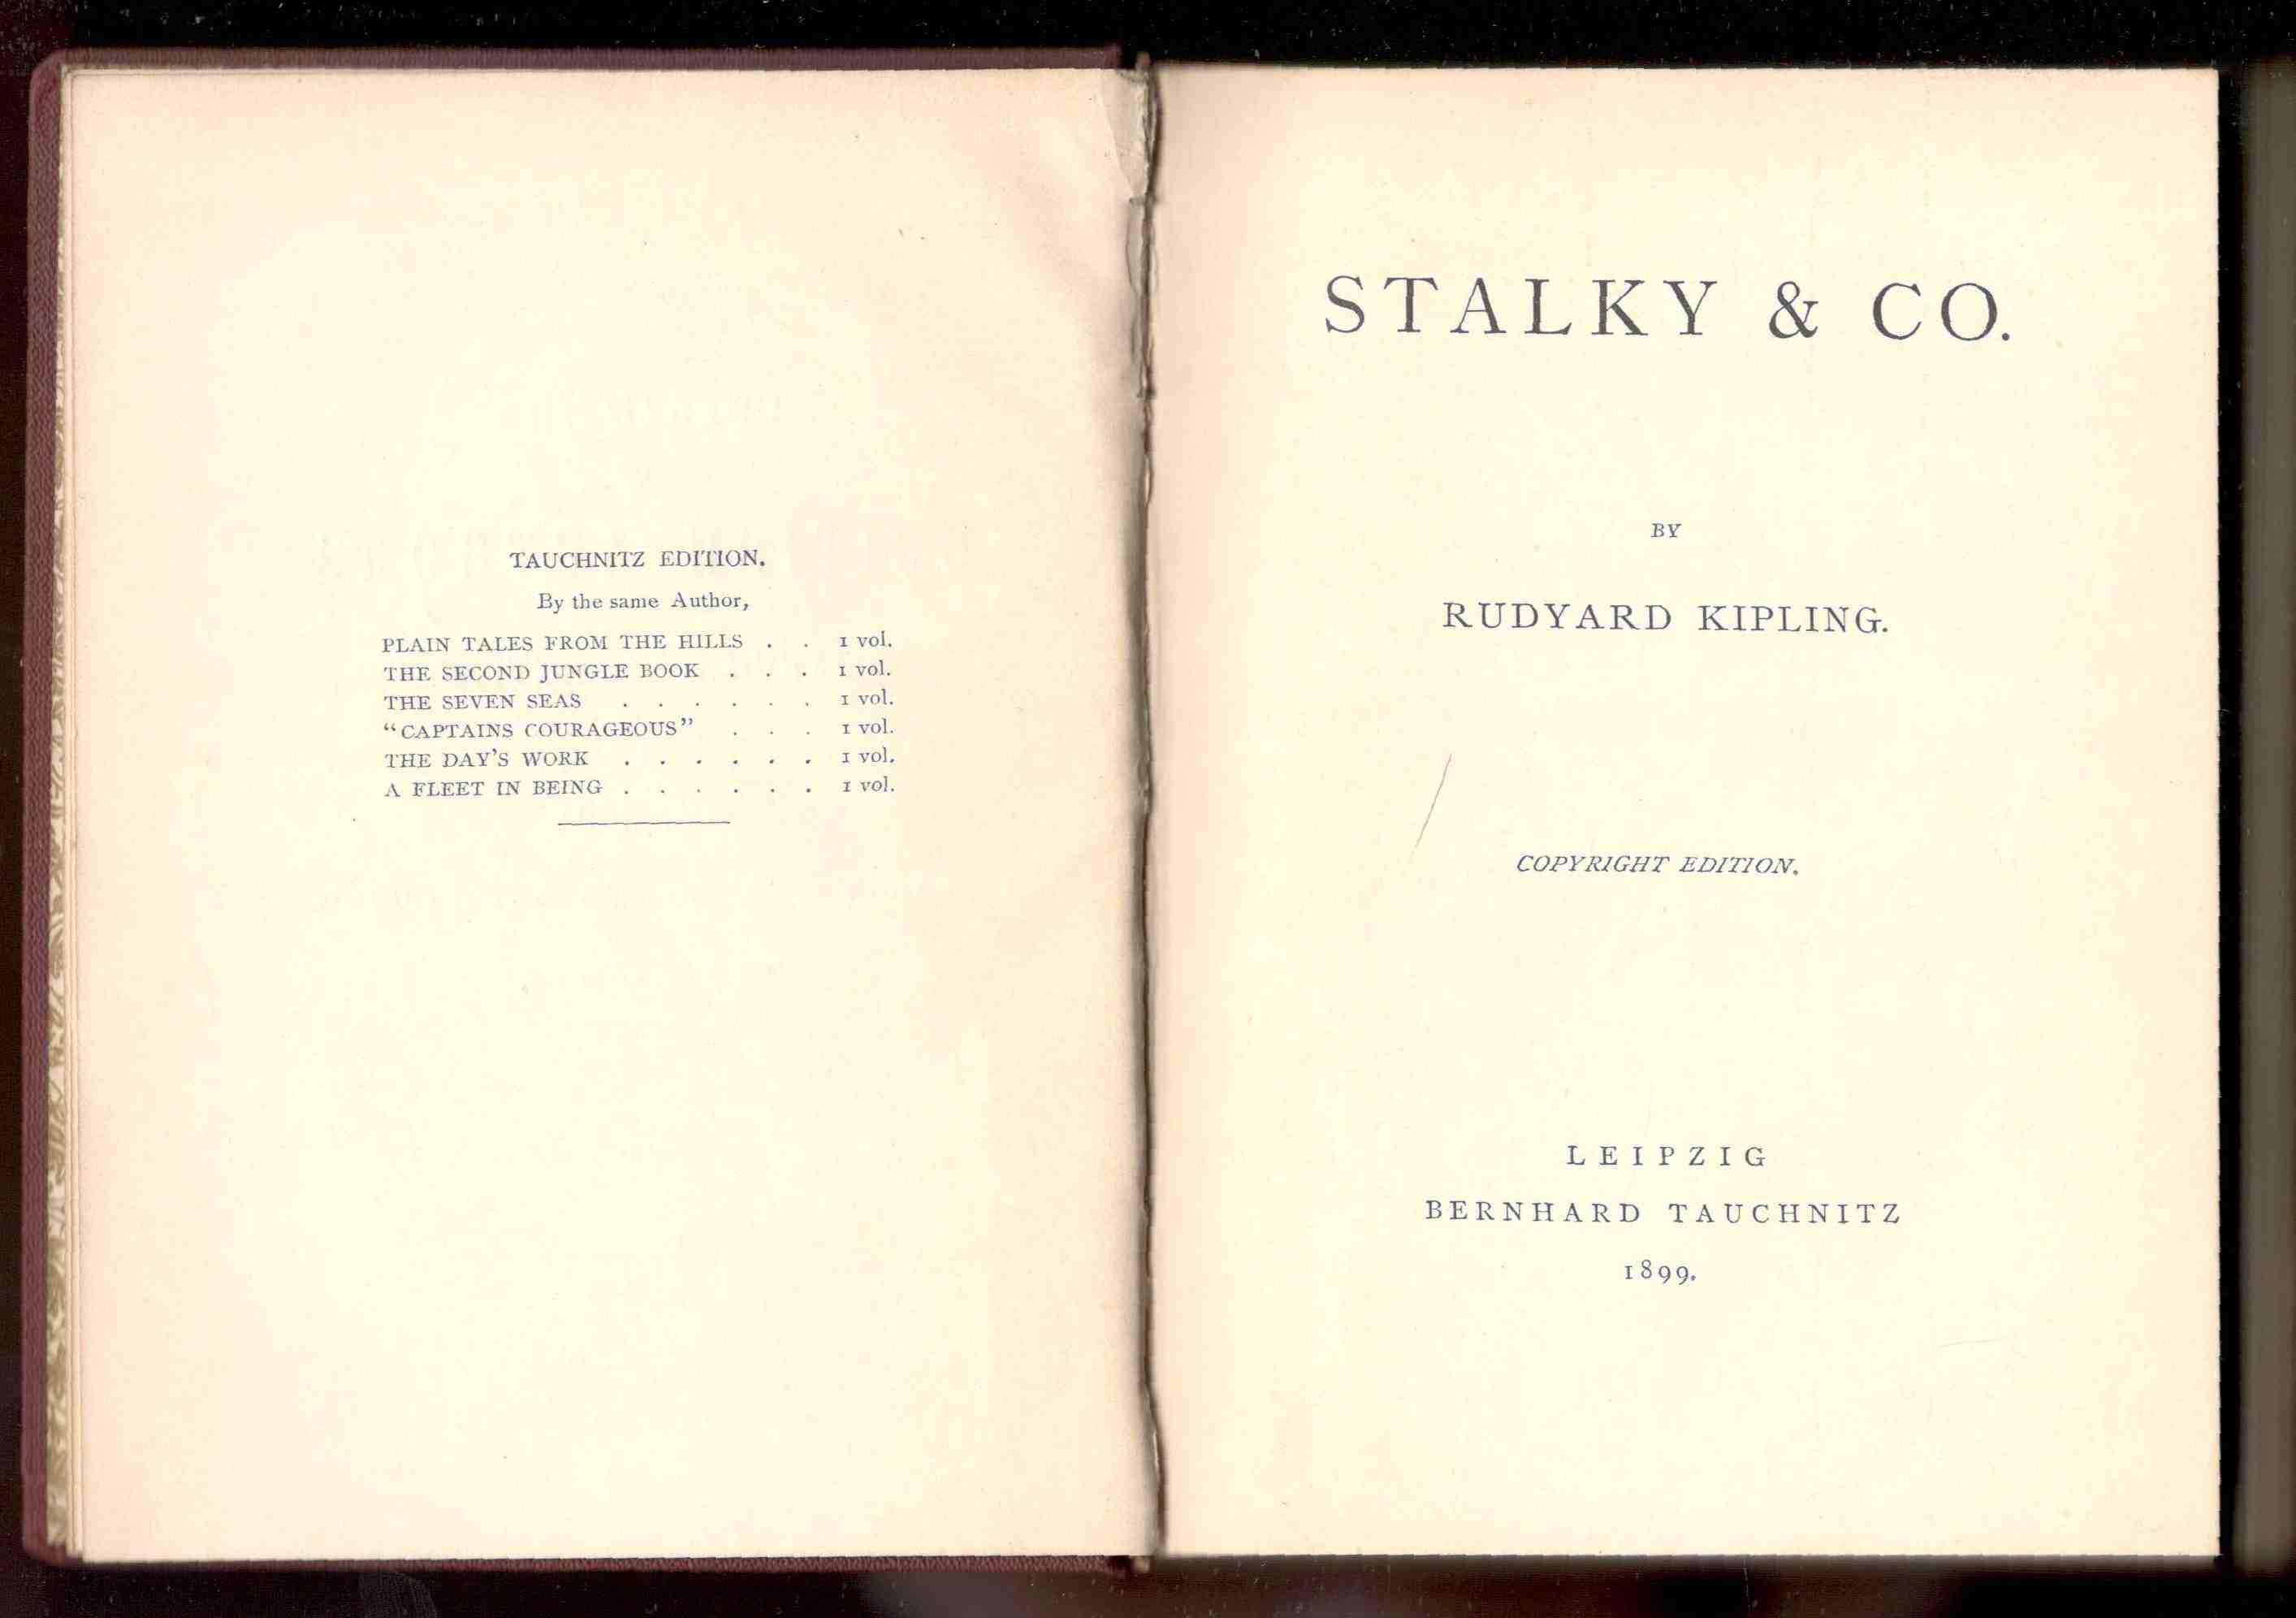 TAUCHNITZ EDITION.
By the same Author,
PLAIN TALES FROM THE HILLS . . 1 vol.
THE SECOND JUNGLE BOOK . . . 1 vol.
THE SEVEN SEAS . . . . . . 1 vol.
"CAPTAINS COURAGEOUS" . . . 1 vol.
THE DAY'S WORK . . . . . . 1 vol.
A FLEET IN BEING . . . . . . 1 vol.
STALKY & CO.
BY
RUDYARD KIPLING.
COPYRIGHT EDITION.
LEIPZIG
BERNHARD TAUCHNITZ
1899.